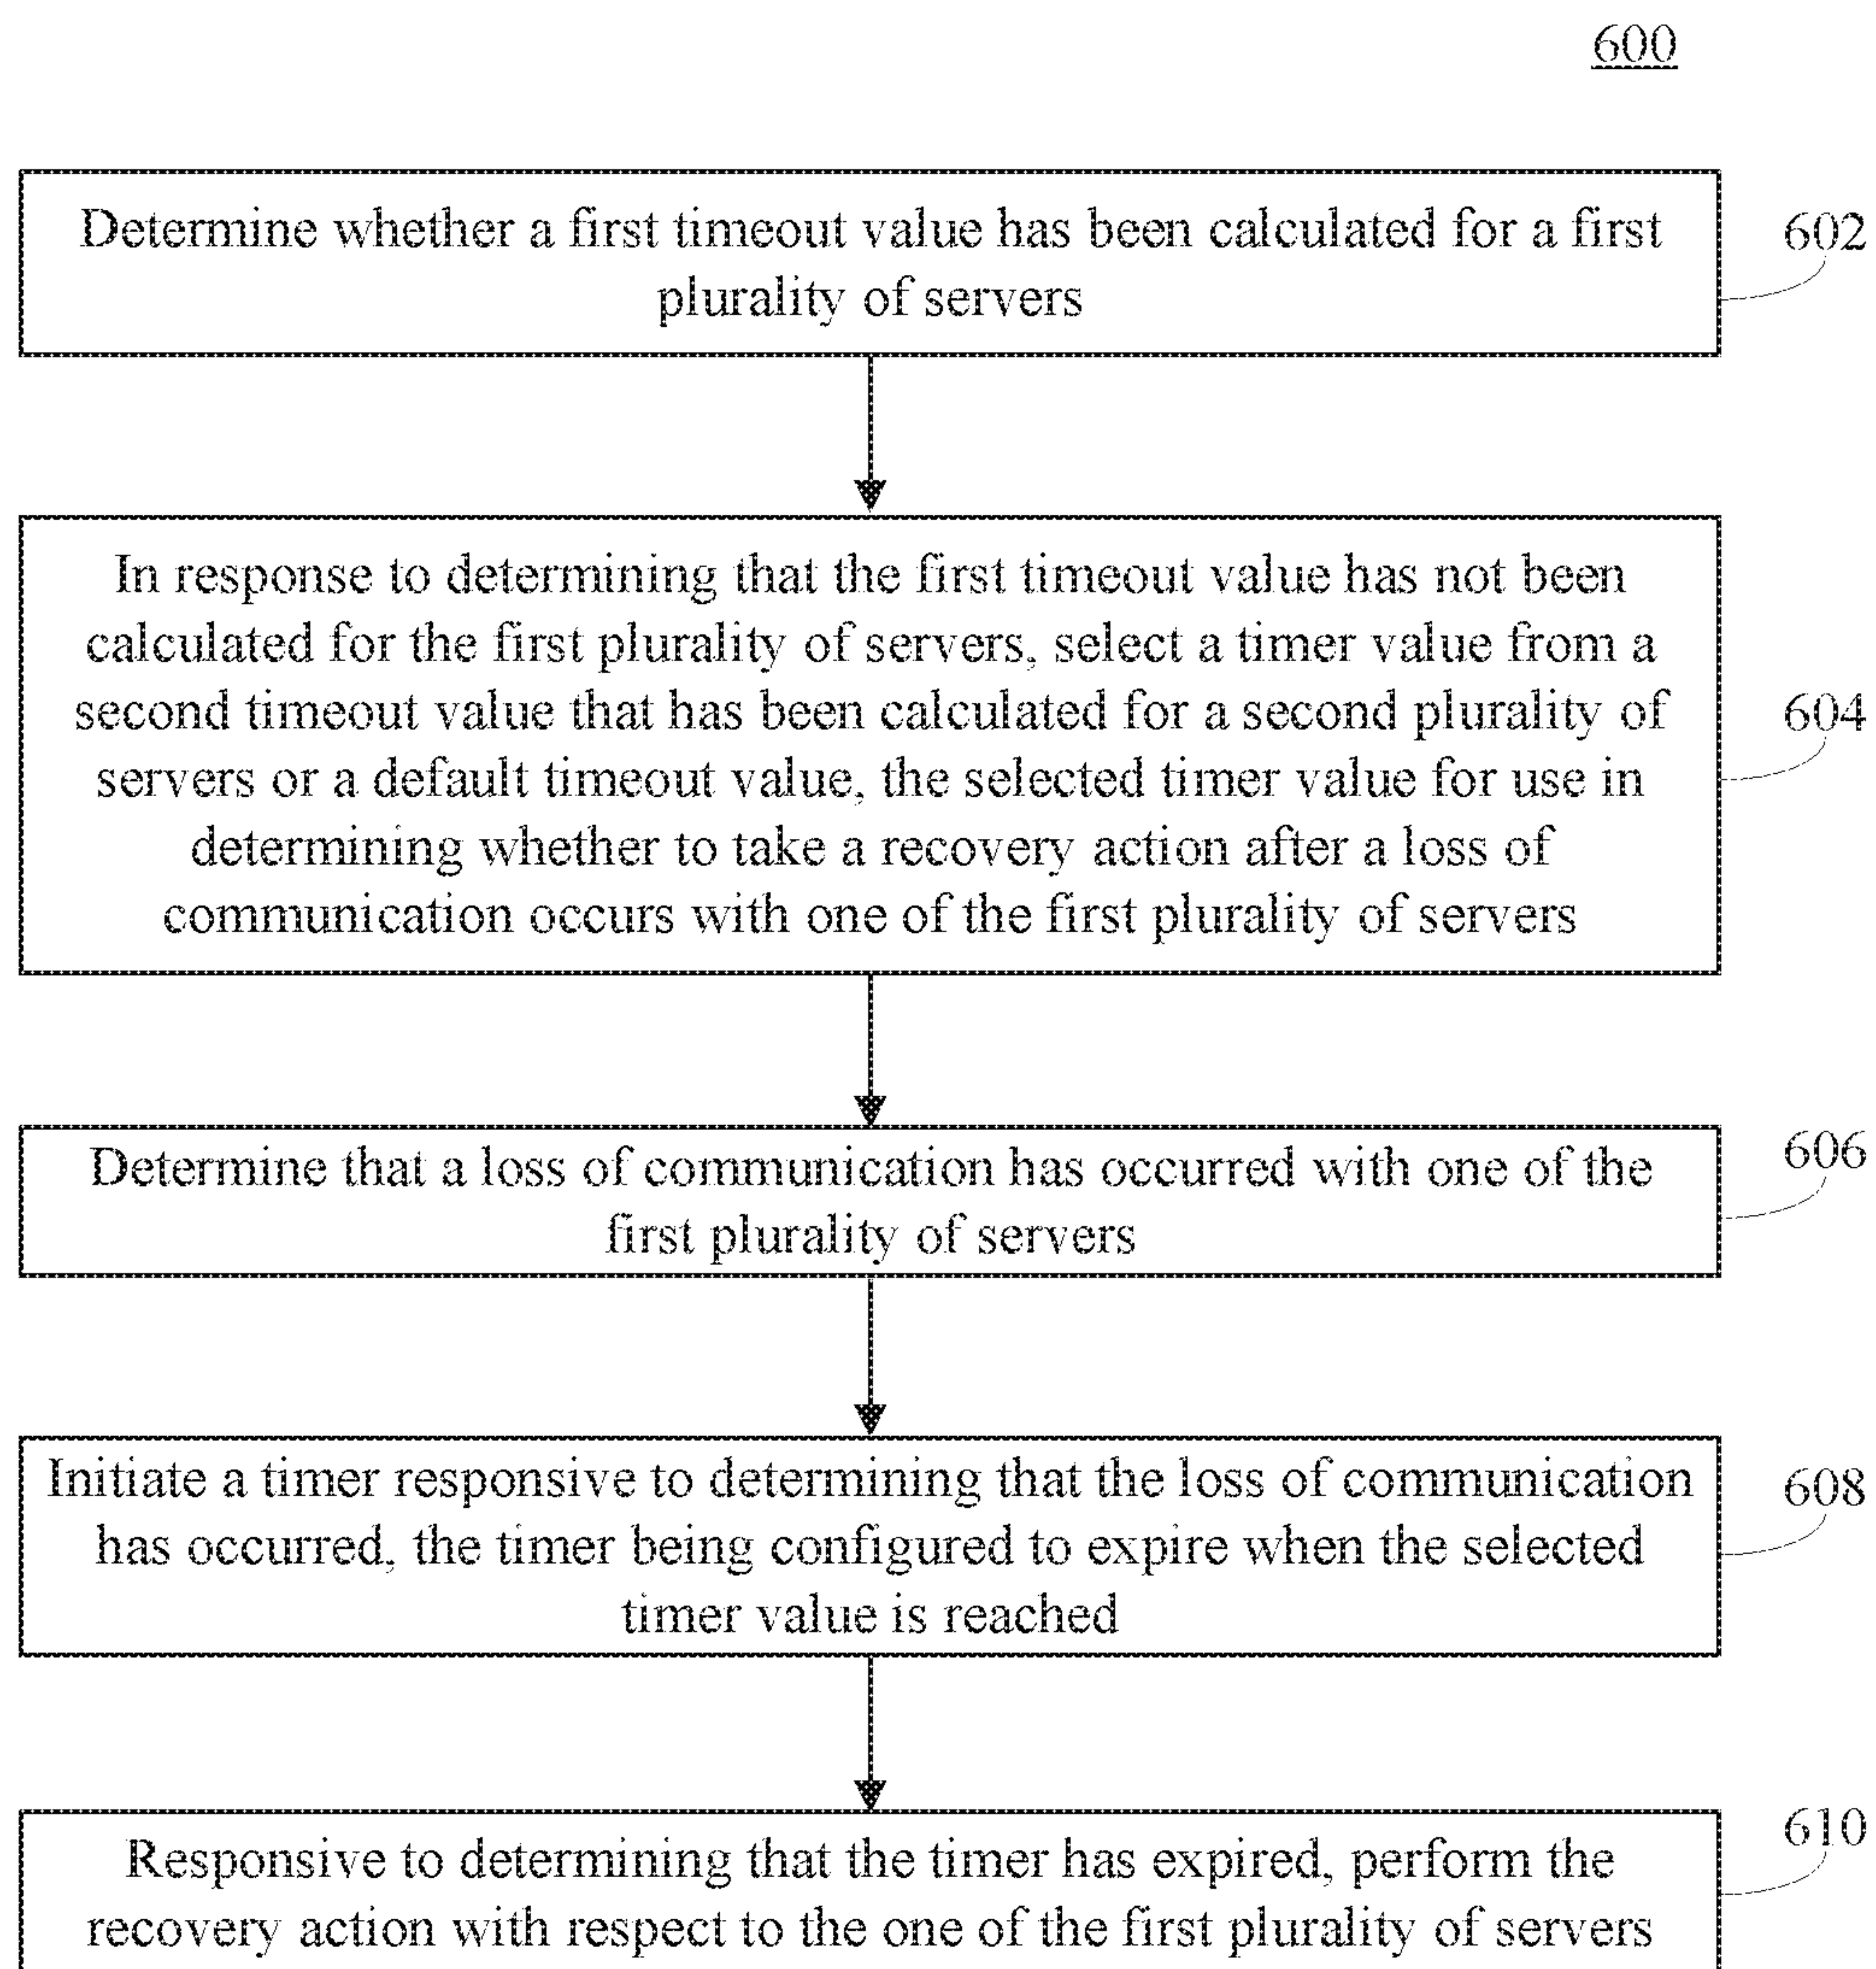 600
Determine whether a first timeout value has been calculated for a first
plurality of servers
602
In response to determining that the first timeout value has not been
calculated for the first plurality of servers, select a timer value from a
second timeout value that has been calculated for a second plurality of
servers or a default timeout value, the selected timer value for use in
determining whether to take a recovery action after a loss of
communication occurs with one of the first plurality of servers
604
Determine that a loss of communication has occurred with one of the
first plurality of servers
606
Initiate a timer responsive to determining that the loss of communication
has occurred, the timer being configured to expire when the selected
timer value is reached
608
Responsive to determining that the timer has expired, perform the
recovery action with respect to the one of the first plurality of servers
610